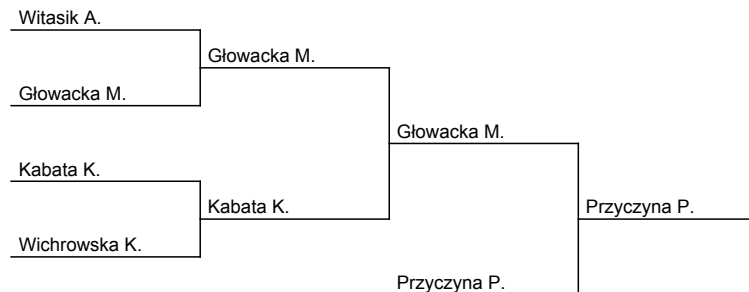 Witasik A.
Głowacka M.
Głowacka M.
Głowacka M.
Kabata K.
Kabata K.
Przyczyna P.
Wichrowska K.
Przyczyna P.